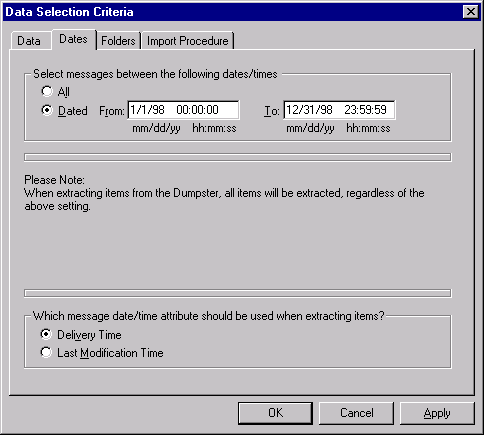 Data Selection Criteria
Data Dates Folders Import Procedure
Select messages between the following dates/times
All
Dated From: 1/1/98 00:00:00 To: 12/31/98 23:59:59
mm/dd/yy hh:mm:ss mm/dd/yy hh:mm:ss
Please Note:
When extracting items from the Dumpster, all items will be extracted, regardless of the
above setting.
Which message date/time attribute should be used when extracting items?
Delivery Time
Last Modification Time
OK Cancel Apply